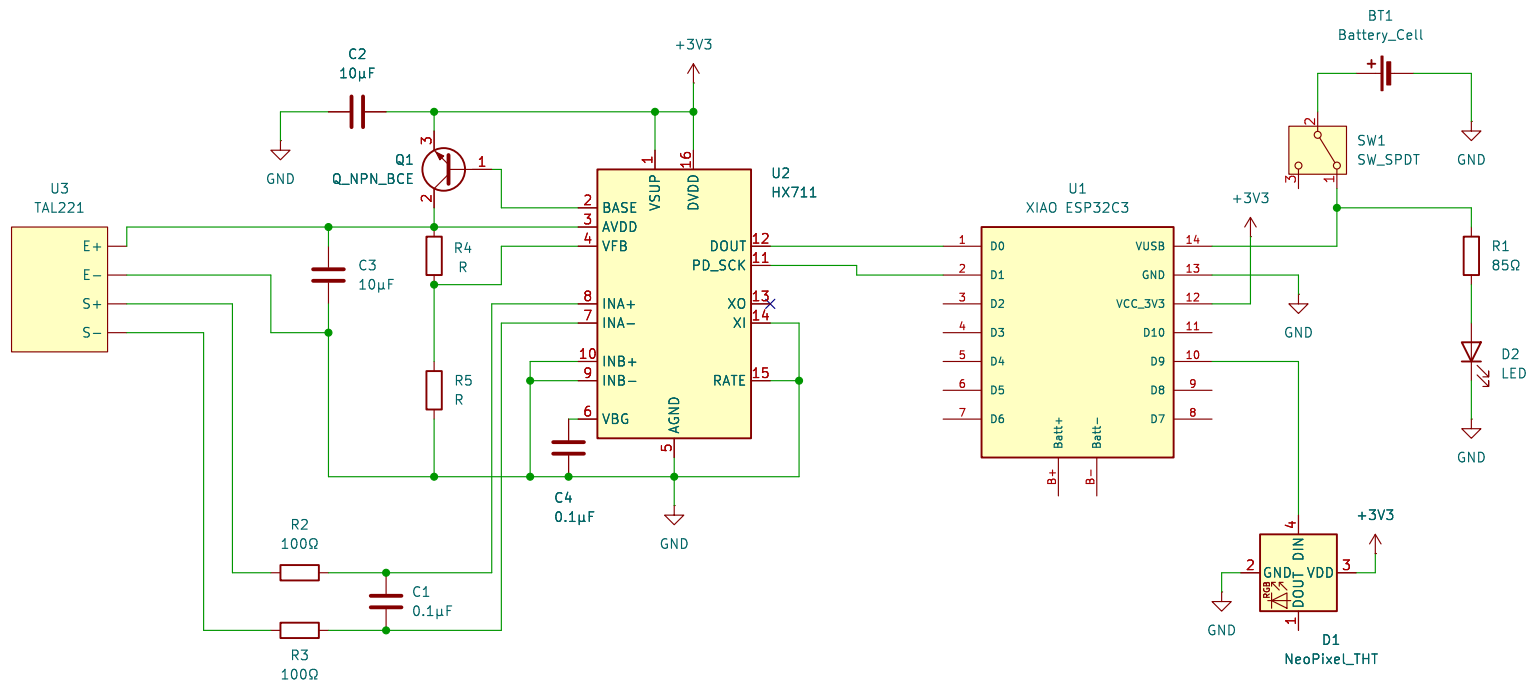 BT1
Battery_Cell
+
C2
10µF
+3V3
2
SW1
SW_SPDT
3
1
GND
GND
3
Q1
Q_NPN_BCE
1
2
1
16
U2
HX711
VSUP
DVDD
2
BASE
3
AVDD
4
VFB
DOUT
12
PD_SCK
11
8
INA+
XO
13
7
INA-
XI
14
10
INB+
9
INB-
RATE
15
6
VBG
AGND
5
U3
TAL221
E+
E-
S+
S-
C3
10µF
R4
R
R5
R
C4
0.1µF
GND
R2
100Ω
C1
0.1µF
R3
100Ω
U1
XIAO ESP32C3
+3V3
1
D0
VUSB
14
2
D1
GND
13
3
D2
VCC_3V3
12
4
D3
D10
11
5
D4
D9
10
6
D5
D8
9
7
D6
D7
8
Batt+
Batt-
B+
B-
GND
R1
85Ω
D2
LED
GND
+3V3
4
DIN
2
GND
VDD
3
RGB
DOUT
1
GND
D1
NeoPixel_THT